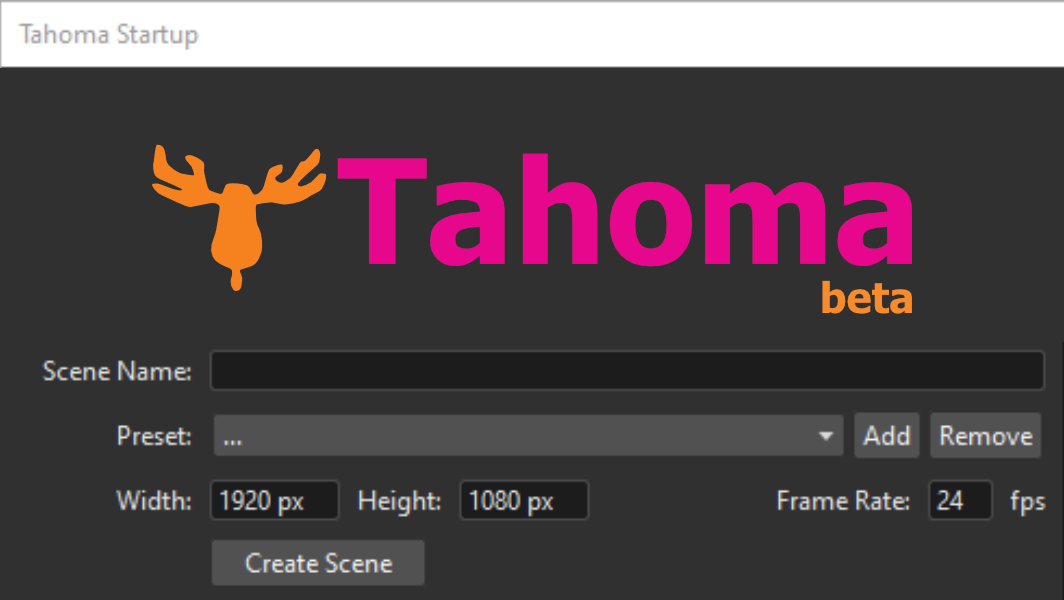 Tahoma Startup
Tahoma
beta
Scene Name:
Preset: ... Add Remove
Width: 1920 px Height: 1080 px Frame Rate: 24 fps
Create Scene